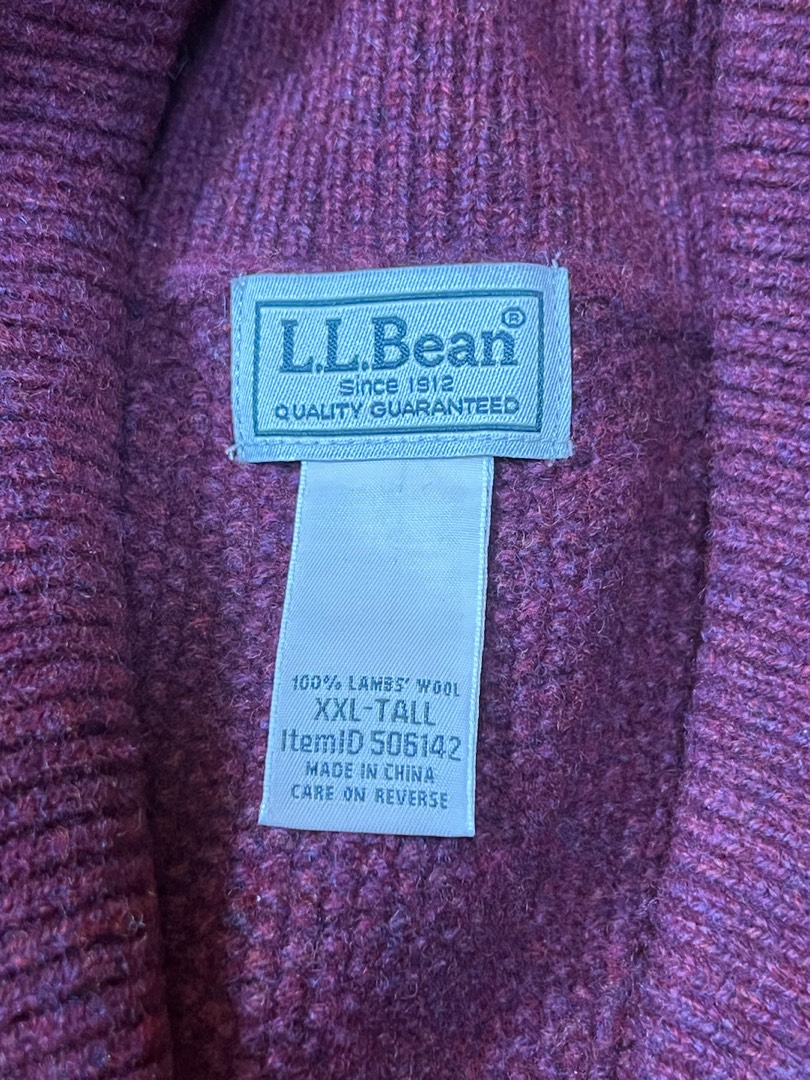 L.L.Bean®
Since 1912
QUALITY GUARANTEED
100% LAMBS' WOOL
XXL-TALL
ItemID 506142
MADE IN CHINA
CARE ON REVERSE